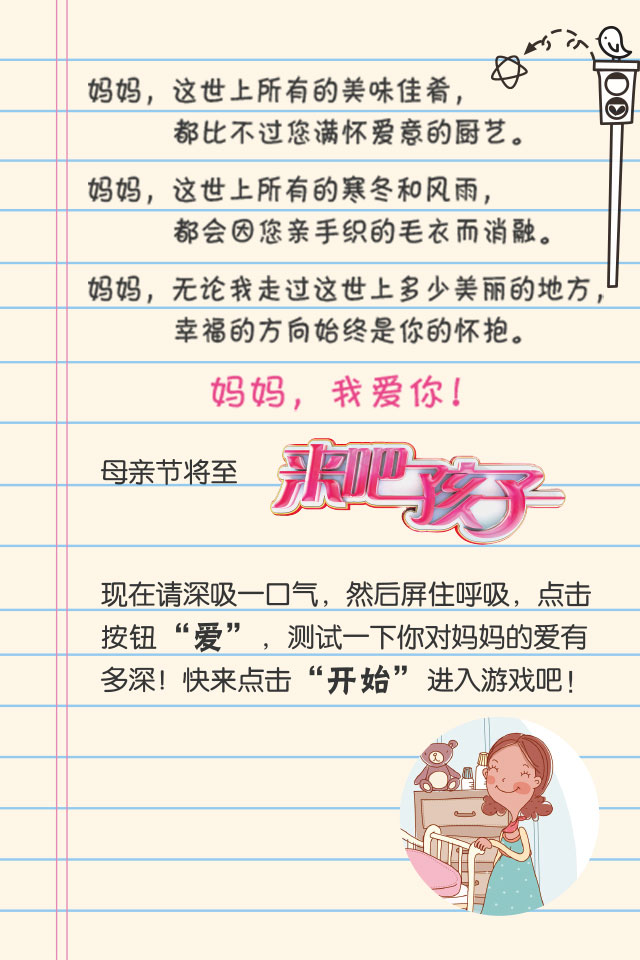 妈妈，这世上所有的美味佳肴，
都比不过您满怀爱意的厨艺。
妈妈，这世上所有的寒冬和风雨，
都会因您亲手织的毛衣而消融。
妈妈，无论我走过这世上多少美丽的地方，
幸福的方向始终是你的怀抱。
妈妈，我爱你！
母亲节将至 来吧孩子
现在请深吸一口气，然后屏住呼吸，点击
按钮“爱”，测试一下你对妈妈的爱有
多深！快来点击“开始”进入游戏吧！